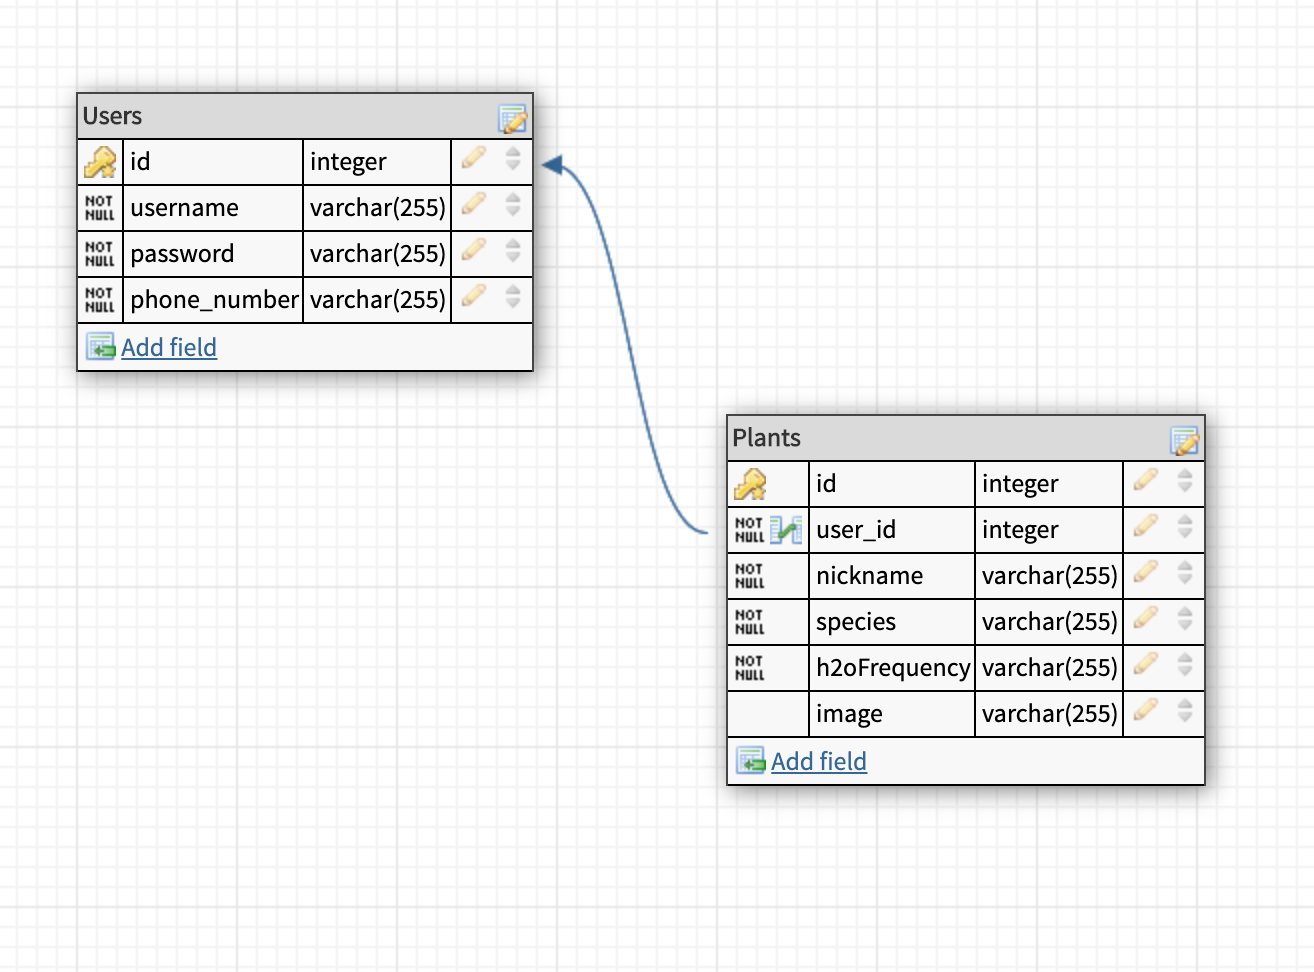 Users
id integer
NOT NULL username varchar(255)
NOT NULL password varchar(255)
NOT NULL phone_number varchar(255)
Add field
Plants
id integer
NOT NULL user_id integer
NOT NULL nickname varchar(255)
NOT NULL species varchar(255)
NOT NULL h2oFrequency varchar(255)
image varchar(255)
Add field